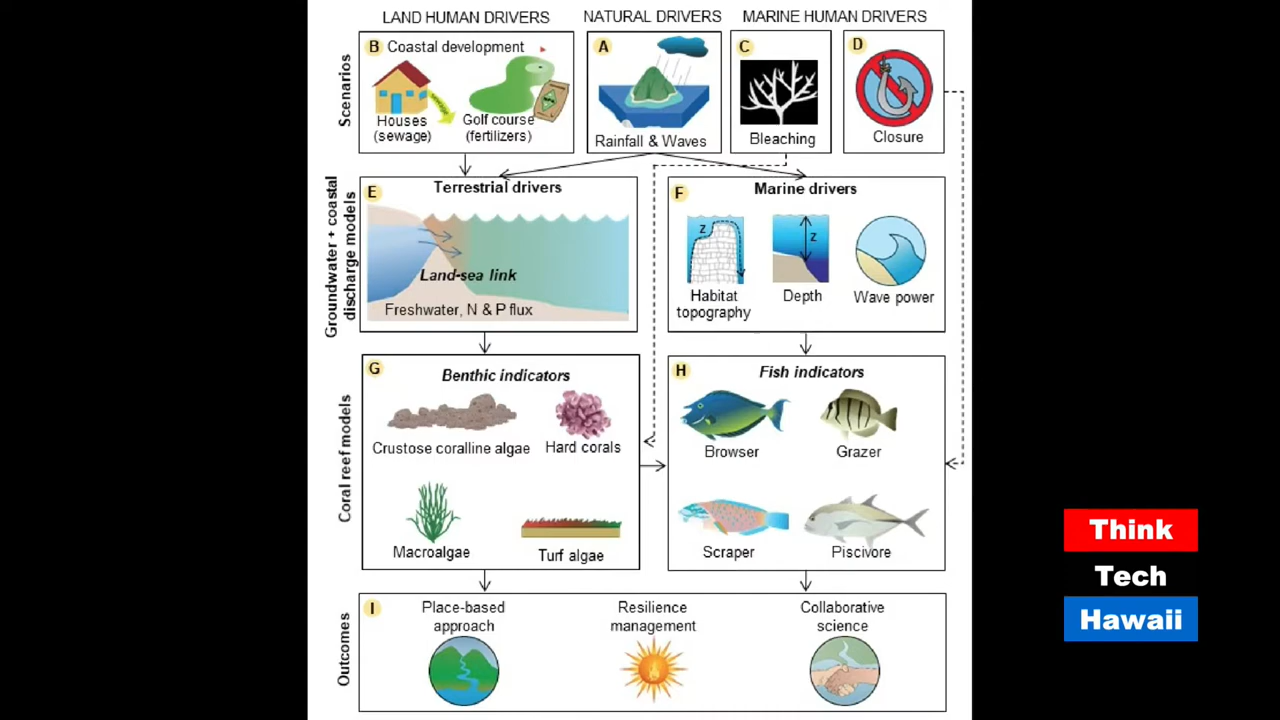 LAND HUMAN DRIVERS
NATURAL DRIVERS
MARINE HUMAN DRIVERS
Scenarios
B Coastal development
Houses
(sewage)
Golf course
(fertilizers)
A
Rainfall & Waves
C
Bleaching
D
Closure
Groundwater + coastal
discharge models
E Terrestrial drivers
Land-sea link
Freshwater, N & P flux
F Marine drivers
z
Habitat
topography
z
Depth
Wave power
Coral reef models
G Benthic indicators
Crustose coralline algae
Hard corals
Macroalgae
Turf algae
H Fish indicators
Browser
Grazer
Scraper
Piscivore
Outcomes
I
Place-based
approach
Resilience
management
Collaborative
science
Think
Tech
Hawaii